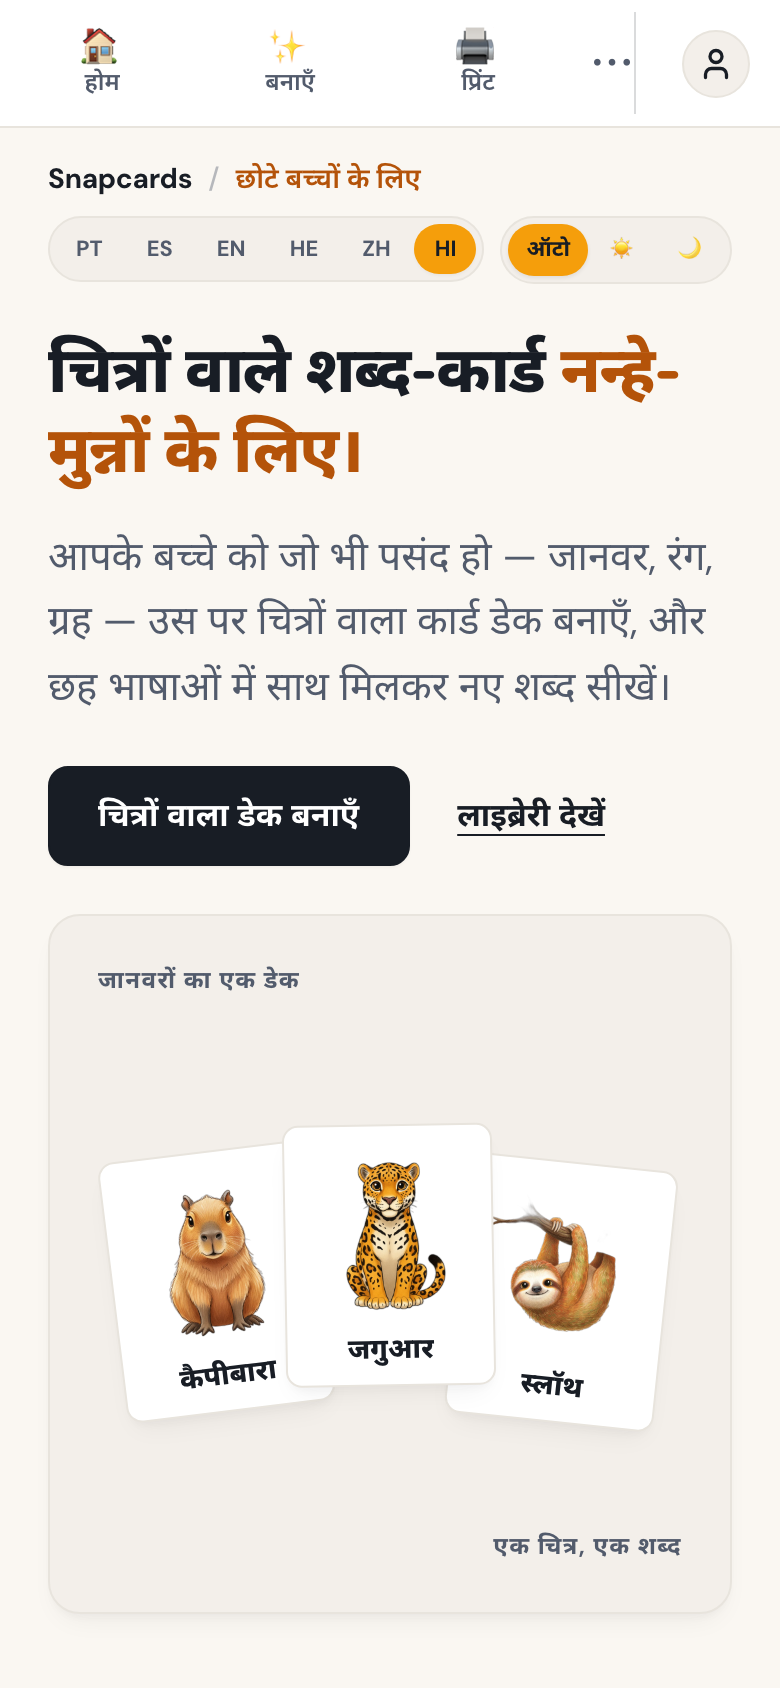 होम
बनाएँ
प्रिंट
Snapcards / छोटे बच्चों के लिए
PT ES EN HE ZH HI ऑटो
चित्रों वाले शब्द-कार्ड नन्हे-
मुन्नों के लिए।
आपके बच्चे को जो भी पसंद हो — जानवर, रंग,
ग्रह — उस पर चित्रों वाला कार्ड डेक बनाएँ, और
छह भाषाओं में साथ मिलकर नए शब्द सीखें।
चित्रों वाला डेक बनाएँ
लाइब्रेरी देखें
जानवरों का एक डेक
कैपीबारा
जगुआर
स्लॉथ
एक चित्र, एक शब्द